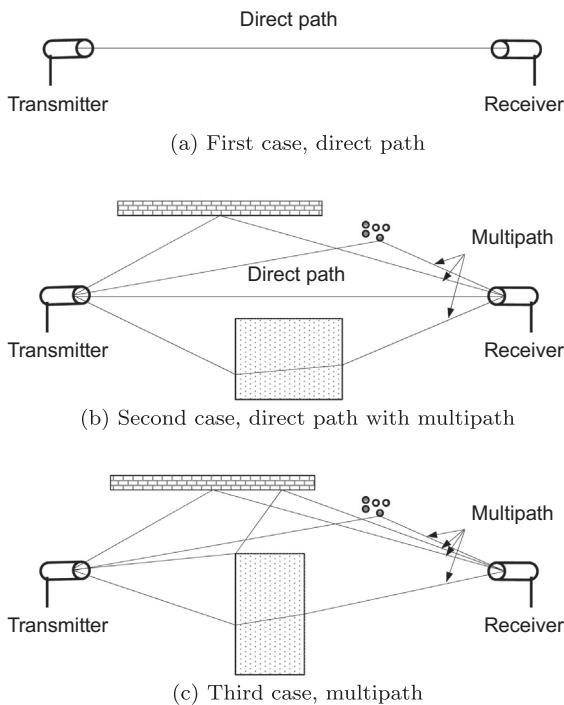 Direct path
Transmitter
Receiver
(a) First case, direct path
Multipath
Direct path
Transmitter
Receiver
(b) Second case, direct path with multipath
Multipath
Transmitter
Receiver
(c) Third case, multipath